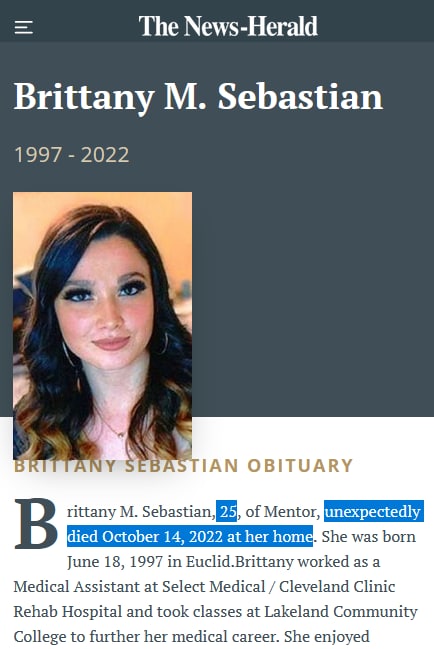 The News-Herald
Brittany M. Sebastian
1997 - 2022
BRITTANY SEBASTIAN OBITUARY
Brittany M. Sebastian, 25, of Mentor, unexpectedly
died October 14, 2022 at her home. She was born
June 18, 1997 in Euclid.Brittany worked as a
Medical Assistant at Select Medical / Cleveland Clinic
Rehab Hospital and took classes at Lakeland Community
College to further her medical career. She enjoyed